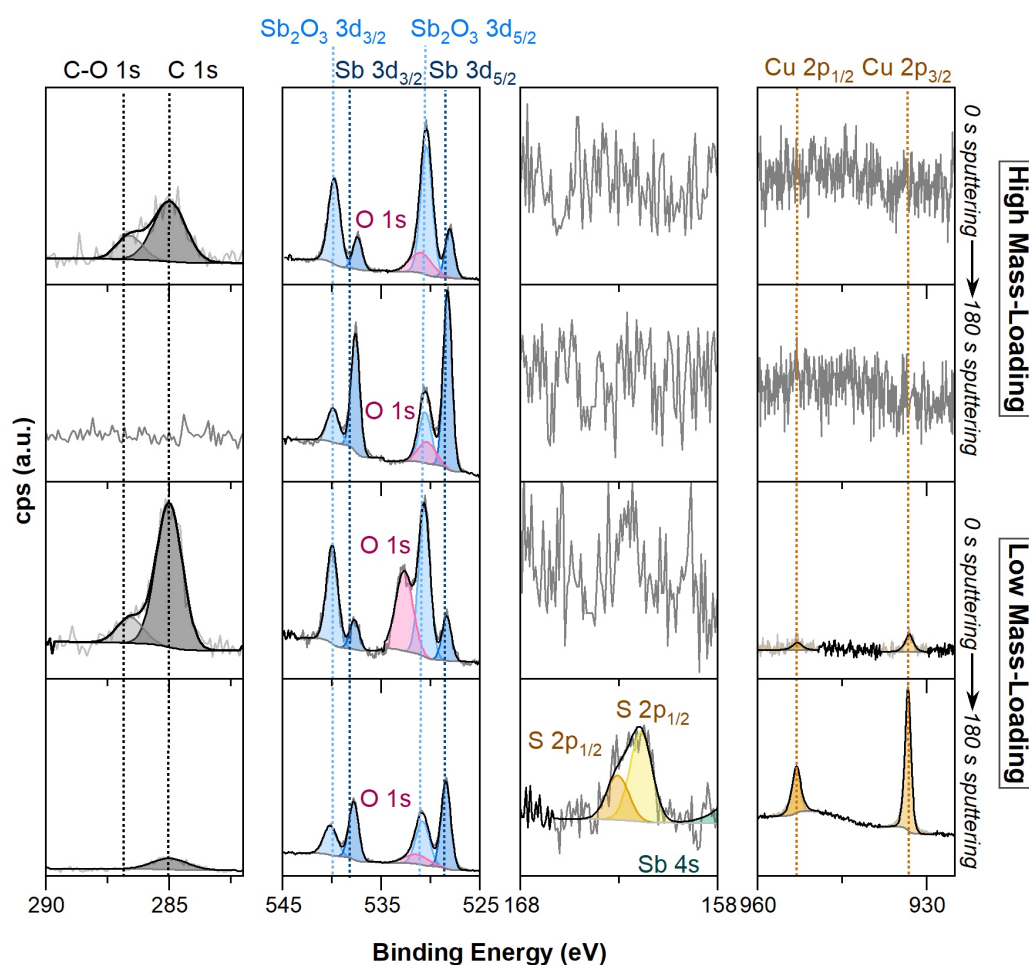 Sb₂O₃ 3d₃/₂ Sb₂O₃ 3d₅/₂
C-O 1s C 1s Sb 3d₃/₂ Sb 3d₅/₂ Cu 2p₁/₂ Cu 2p₃/₂
O 1s
0 s sputtering
180 s sputtering
High Mass-Loading
O 1s
cps (a.u.)
O 1s
0 s sputtering
180 s sputtering
Low Mass-Loading
S 2p₁/₂
S 2p₁/₂
O 1s
Sb 4s
290 285 545 535 525 168 158 960 930
Binding Energy (eV)